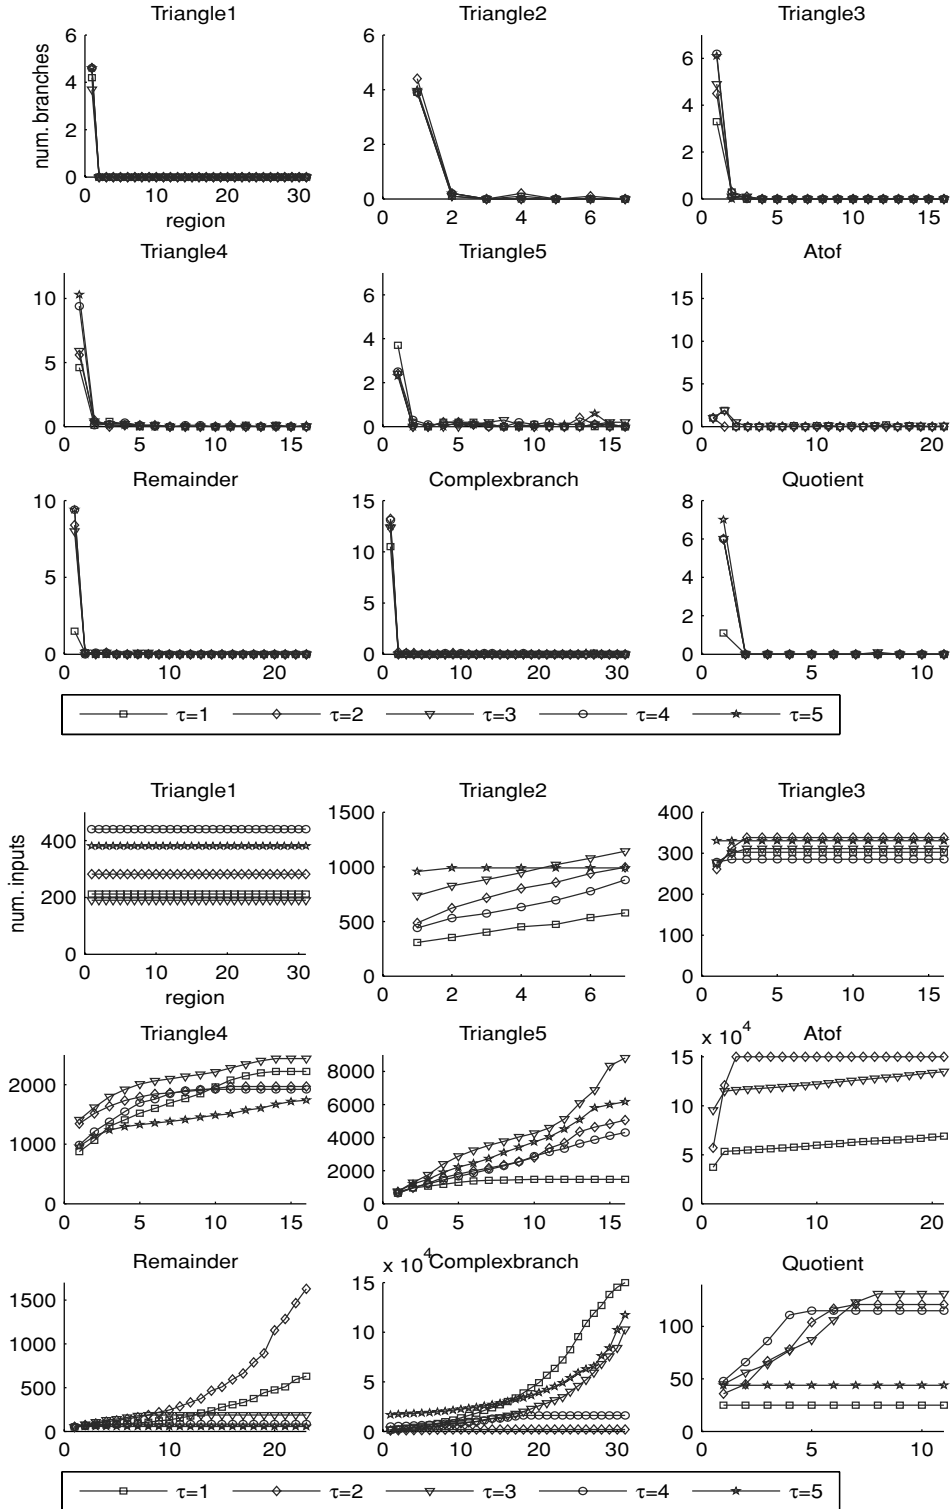 Triangle1 Triangle2 Triangle3
num. branches
6 4 2 0
0 10 20 30
region
6 4 2 0
0 2 4 6
6 4 2 0
0 5 10 15
Triangle4 Triangle5 Atof
10 5 0
0 5 10 15
6 4 2 0
0 5 10 15
15 10 5 0
0 10 20
Remainder Complexbranch Quotient
10 5 0
0 10 20
15 10 5 0
0 10 20 30
8 6 4 2 0
0 5 10
τ=1 τ=2 τ=3 τ=4 τ=5
Triangle1 Triangle2 Triangle3
num. inputs
400 200 0
0 10 20 30
region
1500 1000 500 0
0 2 4 6
400 300 200 100 0
0 5 10 15
Triangle4 Triangle5 Atof
2000 1000 0
0 5 10 15
8000 6000 4000 2000 0
0 5 10 15
x 10^4
15 10 5 0
0 10 20
Remainder Complexbranch Quotient
1500 1000 500 0
0 10 20
x 10^4
15 10 5 0
0 10 20 30
100 50 0
0 5 10
τ=1 τ=2 τ=3 τ=4 τ=5